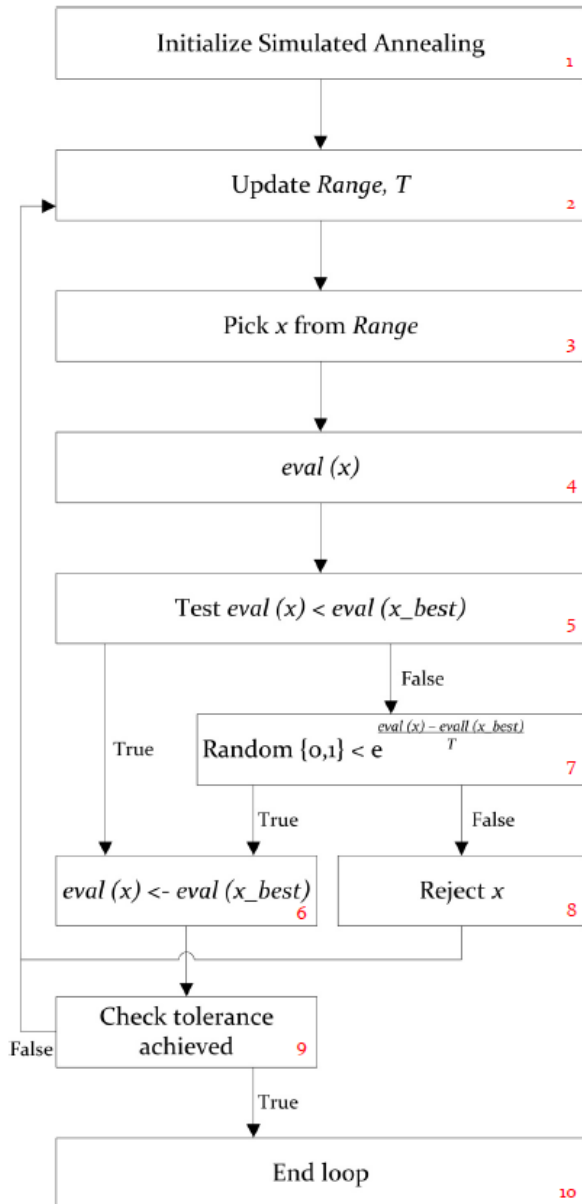 Initialize Simulated Annealing
1
Update Range, T
2
Pick x from Range
3
eval (x)
4
Test eval (x) < eval (x_best)
5
False
True
Random {0,1} < e^((eval (x) – evall (x_best))/T)
7
True
False
eval (x) <- eval (x_best)
6
Reject x
8
Check tolerance
achieved
9
False
True
End loop
10